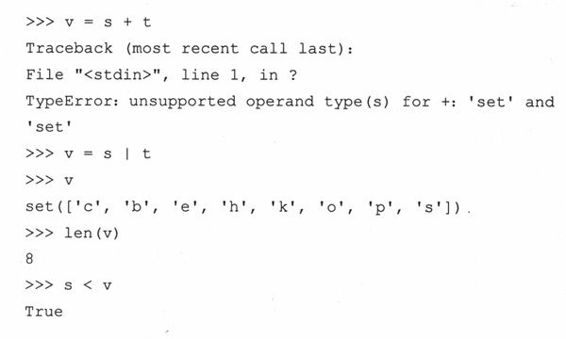 >>> v = s + t
Traceback (most recent call last):
File "<stdin>", line 1, in ?
TypeError: unsupported operand type(s) for +: 'set' and
'set'
>>> v = s | t
>>> v
set(['c', 'b', 'e', 'h', 'k', 'o', 'p', 's']).
>>> len(v)
8
>>> s < v
True